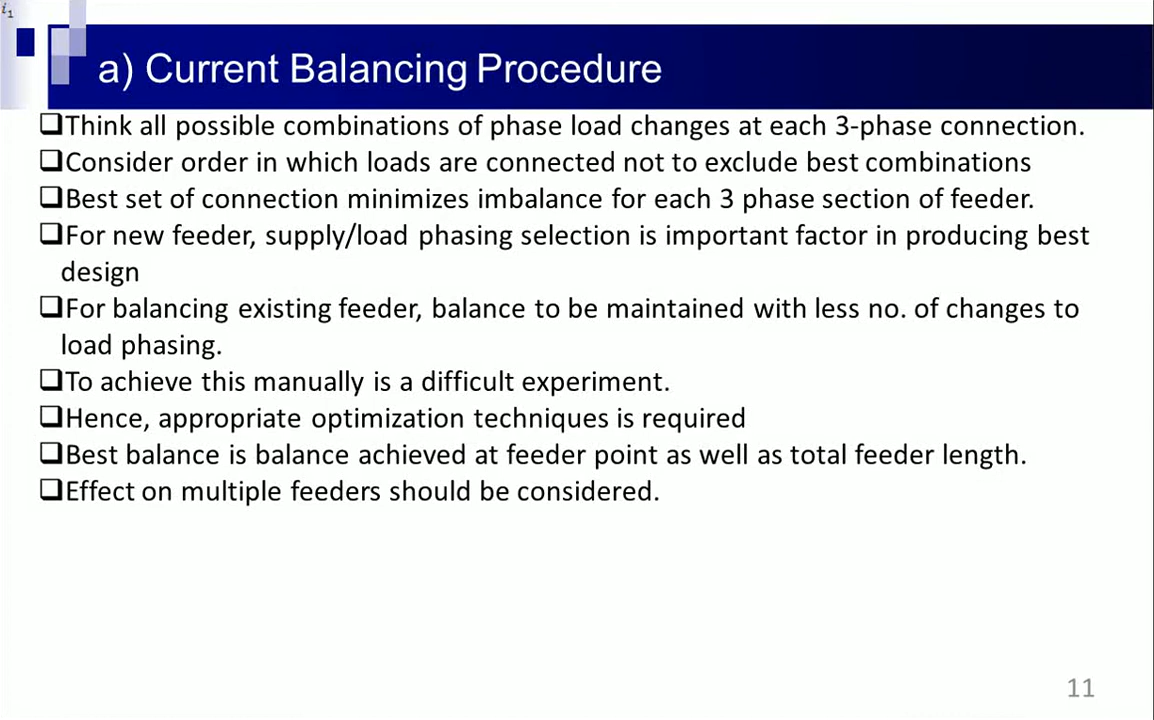 i₁
a) Current Balancing Procedure
❑Think all possible combinations of phase load changes at each 3-phase connection.
❑Consider order in which loads are connected not to exclude best combinations
❑Best set of connection minimizes imbalance for each 3 phase section of feeder.
❑For new feeder, supply/load phasing selection is important factor in producing best
design
❑For balancing existing feeder, balance to be maintained with less no. of changes to
load phasing.
❑To achieve this manually is a difficult experiment.
❑Hence, appropriate optimization techniques is required
❑Best balance is balance achieved at feeder point as well as total feeder length.
❑Effect on multiple feeders should be considered.
11